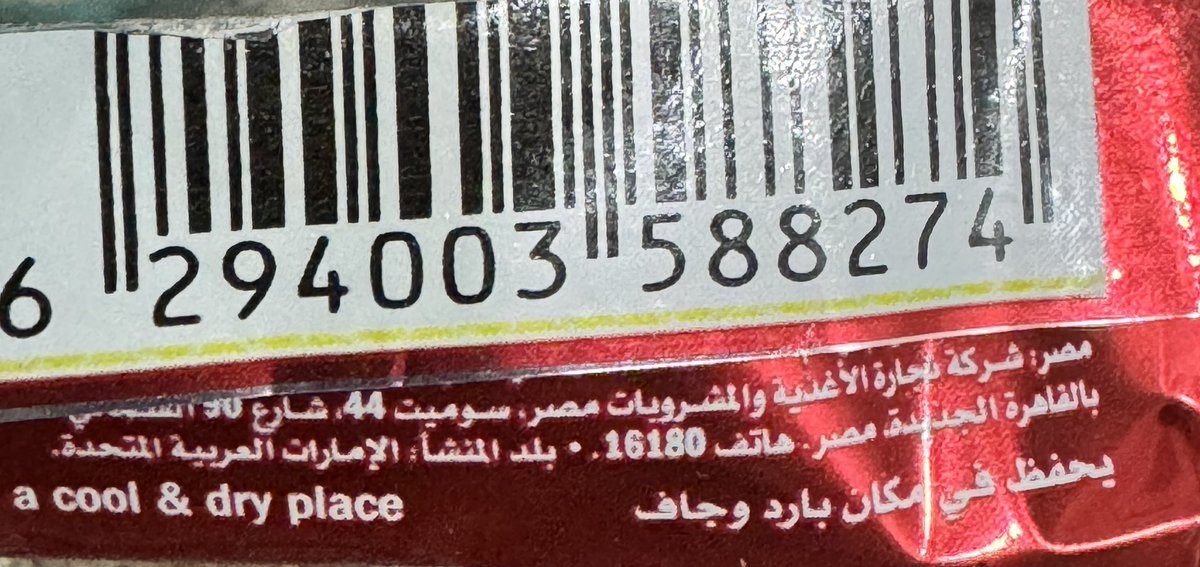 6 294003 588274
مصر: شركة تجارة الأغذية والمشروبات مصر، سوميت 44، شارع 90 الشمالي
بالقاهرة الجديدة، مصر. هاتف 16180. • بلد المنشأ: الإمارات العربية المتحدة.
يحفظ في مكان بارد وجاف
a cool & dry place